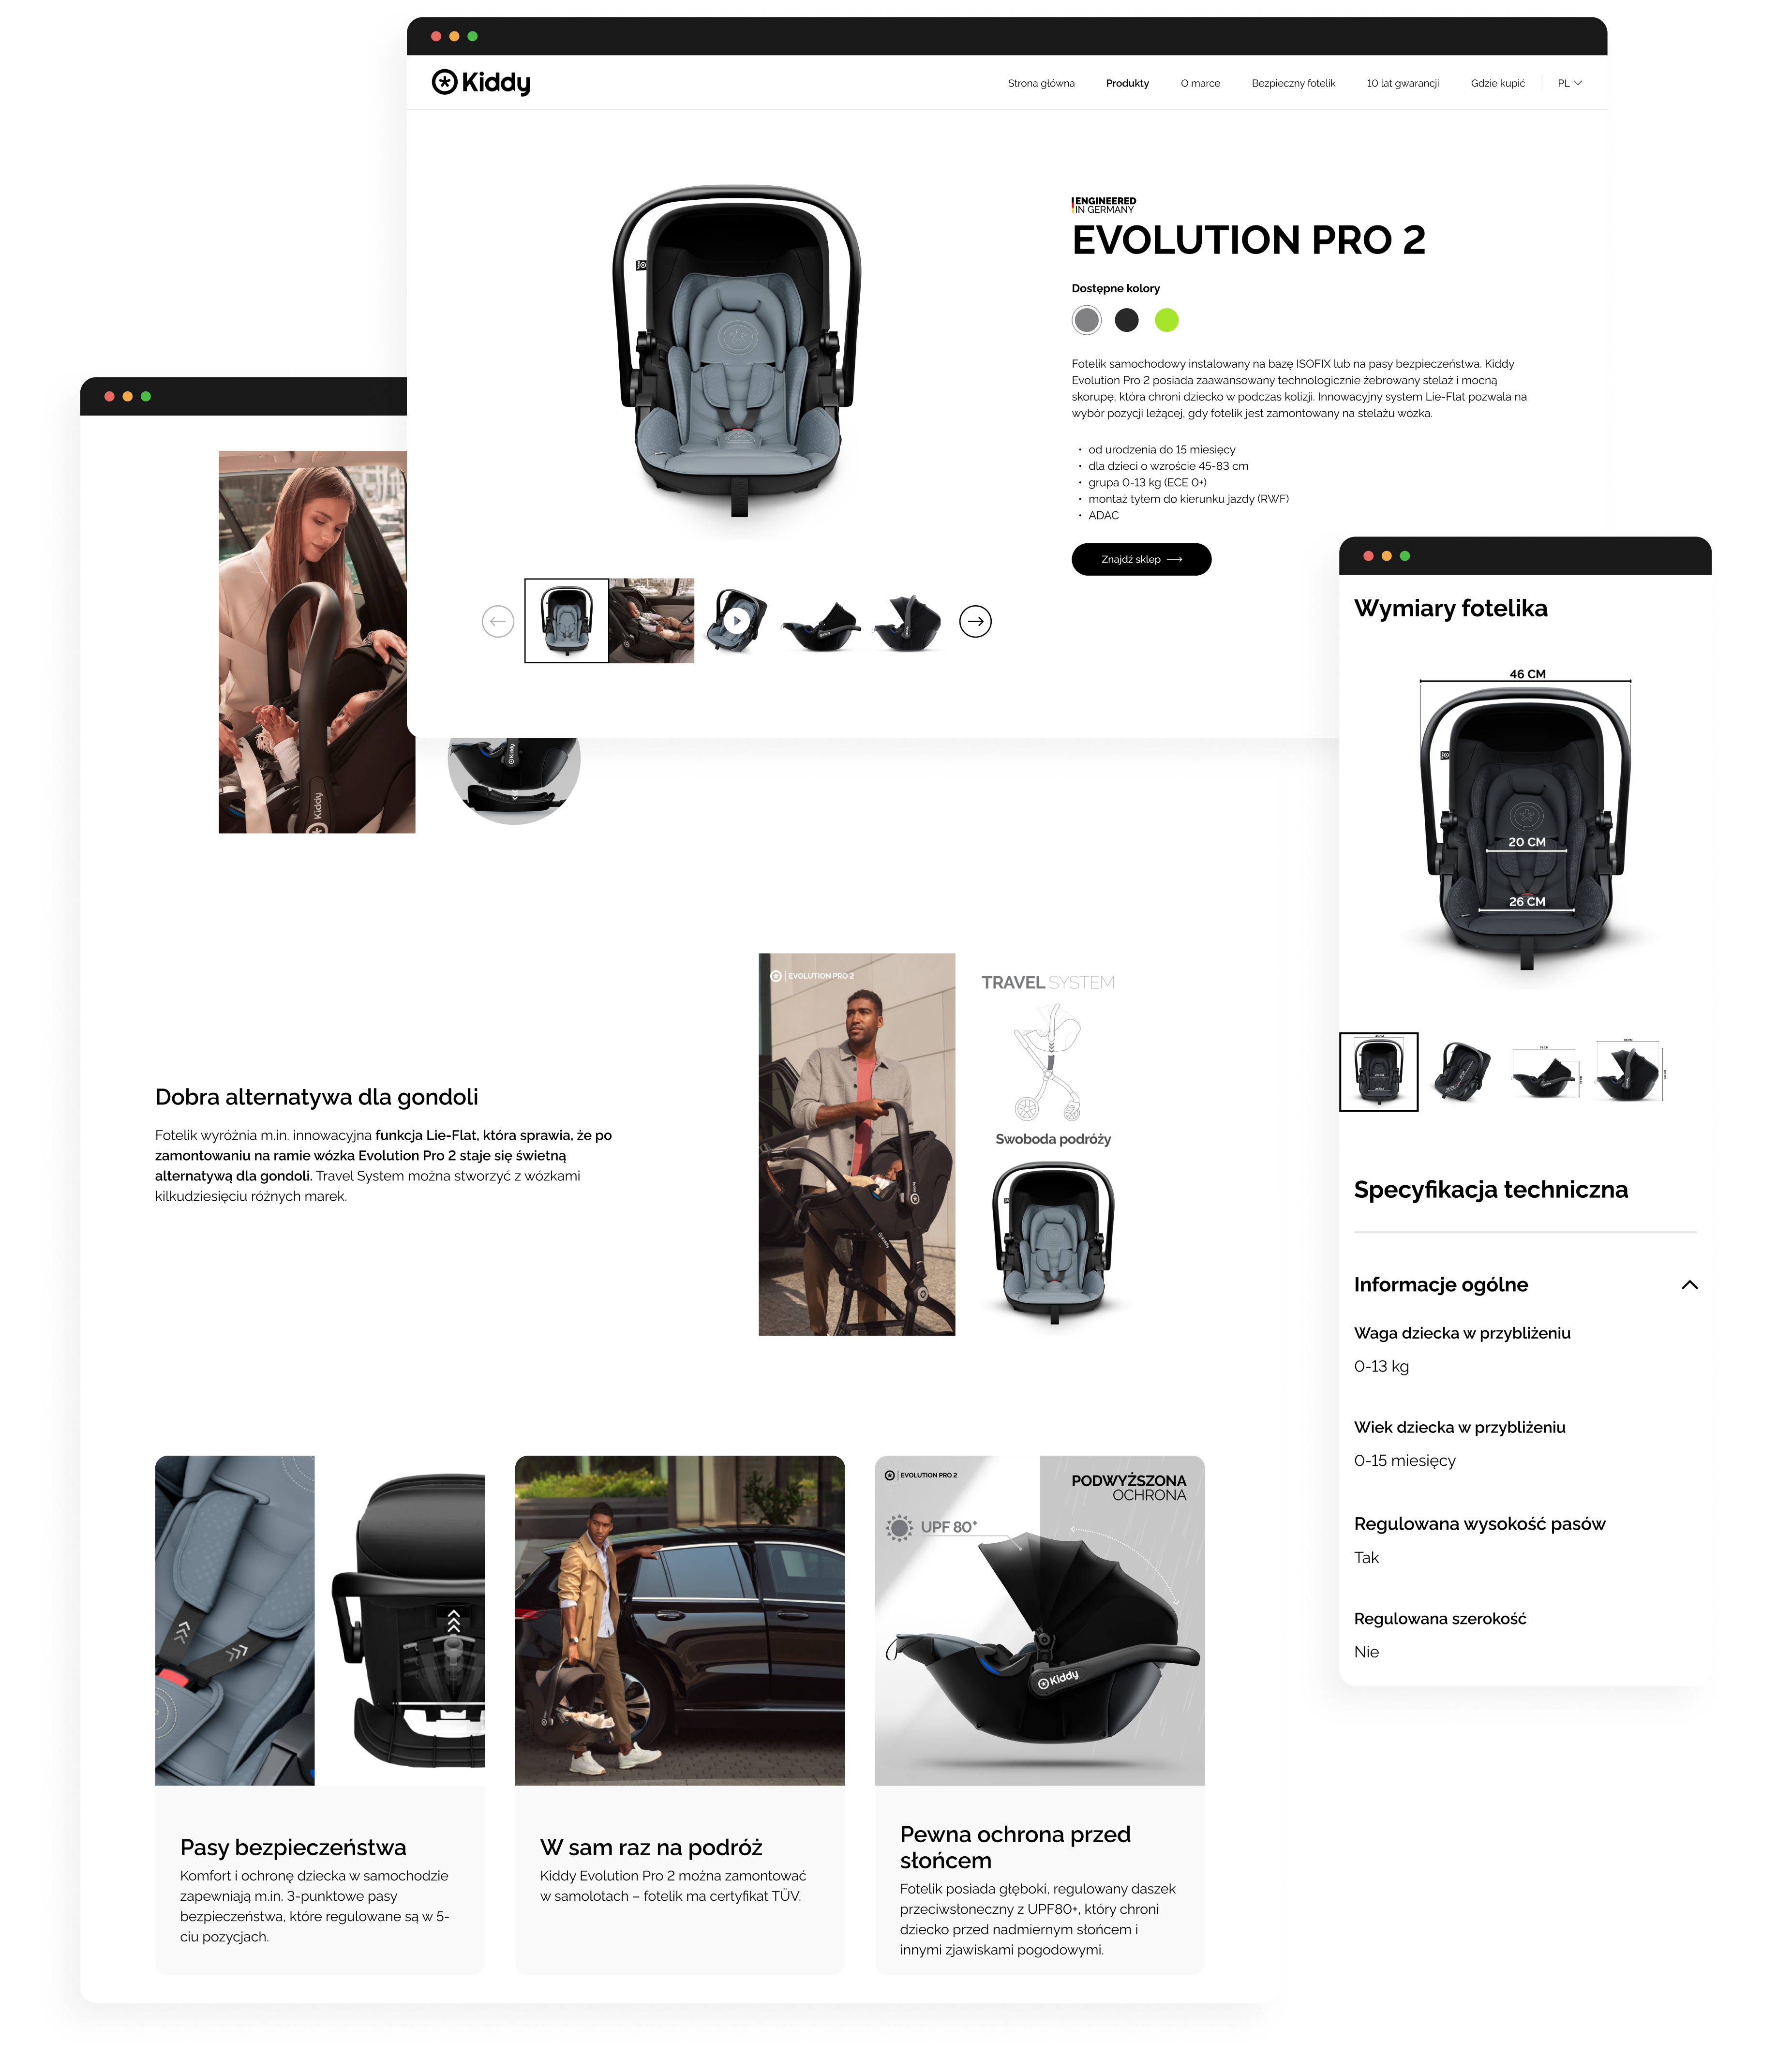 Kiddy
Strona główna
Produkty
O marce
Bezpieczny fotelik
10 lat gwarancji
Gdzie kupić
PL
ENGINEERED
IN GERMANY
EVOLUTION PRO 2
Dostępne kolory
Fotelik samochodowy instalowany na bazę ISOFIX lub na pasy bezpieczeństwa. Kiddy
Evolution Pro 2 posiada zaawansowany technologicznie żebrowany stelaż i mocną
skorupę, która chroni dziecko w podczas kolizji. Innowacyjny system Lie-Flat pozwala na
wybór pozycji leżącej, gdy fotelik jest zamontowany na stelażu wózka.
• od urodzenia do 15 miesięcy
• dla dzieci o wzroście 45-83 cm
• grupa 0-13 kg (ECE 0+)
• montaż tyłem do kierunku jazdy (RWF)
• ADAC
Znajdź sklep
Kiddy
Kiddy
EVOLUTION PRO 2
TRAVEL SYSTEM
Swoboda podróży
Dobra alternatywa dla gondoli
Fotelik wyróżnia m.in. innowacyjna funkcja Lie-Flat, która sprawia, że po
zamontowaniu na ramie wózka Evolution Pro 2 staje się świetną
alternatywą dla gondoli. Travel System można stworzyć z wózkami
kilkudziesięciu różnych marek.
EVOLUTION PRO 2
PODWYŻSZONA
OCHRONA
UPF 80+
Kiddy
Pasy bezpieczeństwa
Komfort i ochronę dziecka w samochodzie
zapewniają m.in. 3-punktowe pasy
bezpieczeństwa, które regulowane są w 5-
ciu pozycjach.
W sam raz na podróż
Kiddy Evolution Pro 2 można zamontować
w samolotach – fotelik ma certyfikat TÜV.
Pewna ochrona przed
słońcem
Fotelik posiada głęboki, regulowany daszek
przeciwsłoneczny z UPF80+, który chroni
dziecko przed nadmiernym słońcem i
innymi zjawiskami pogodowymi.
Wymiary fotelika
46 CM
20 CM
26 CM
Specyfikacja techniczna
Informacje ogólne
Waga dziecka w przybliżeniu
0-13 kg
Wiek dziecka w przybliżeniu
0-15 miesięcy
Regulowana wysokość pasów
Tak
Regulowana szerokość
Nie